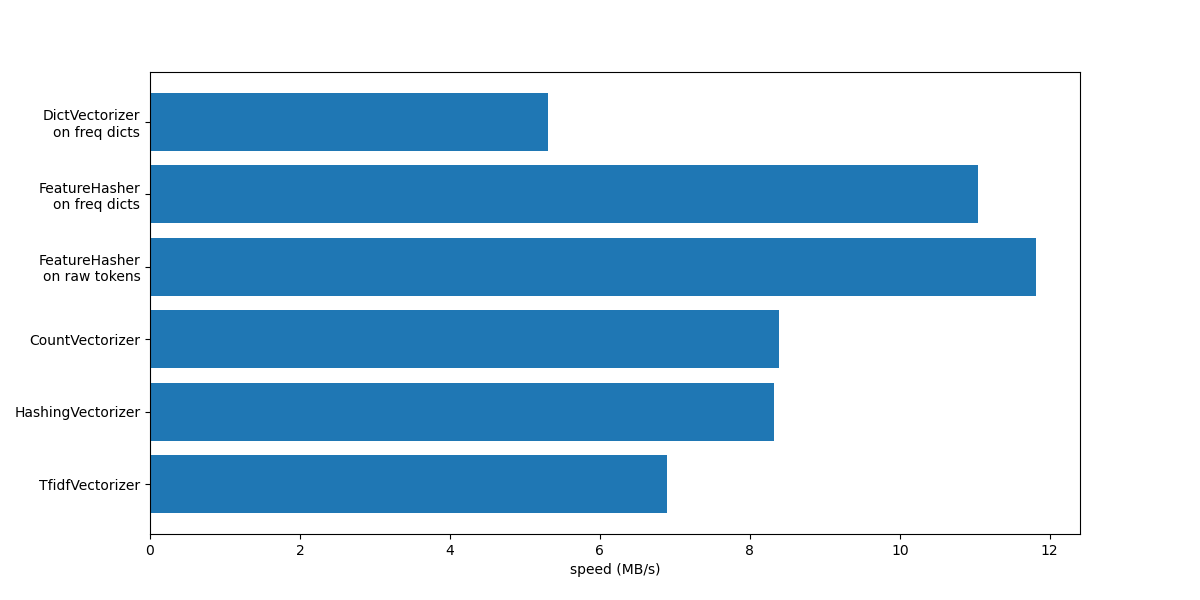 DictVectorizer
on freq dicts
FeatureHasher
on freq dicts
FeatureHasher
on raw tokens
CountVectorizer
HashingVectorizer
TfidfVectorizer
0 2 4 6 8 10 12
speed (MB/s)